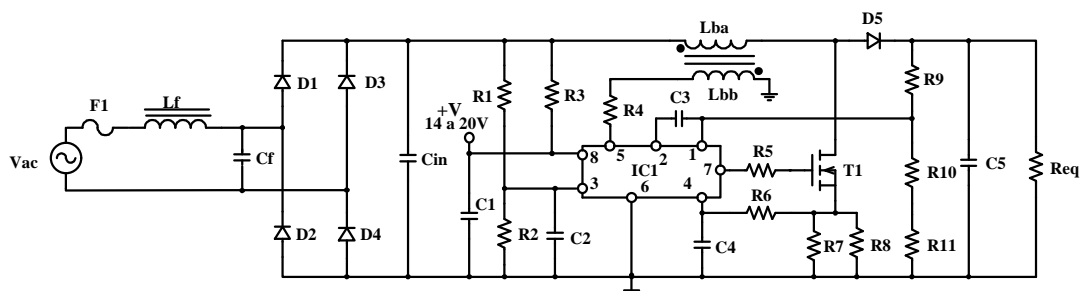 Lba
D5
D1
D3
R1
R3
Lbb
R9
F1
Lf
+V
14 a 20V
R4
C3
Vac
Cf
Cin
8
5
2
1
IC1
7
R5
T1
R10
C5
Req
3
6
4
R6
D2
D4
C1
R2
C2
C4
R7
R8
R11